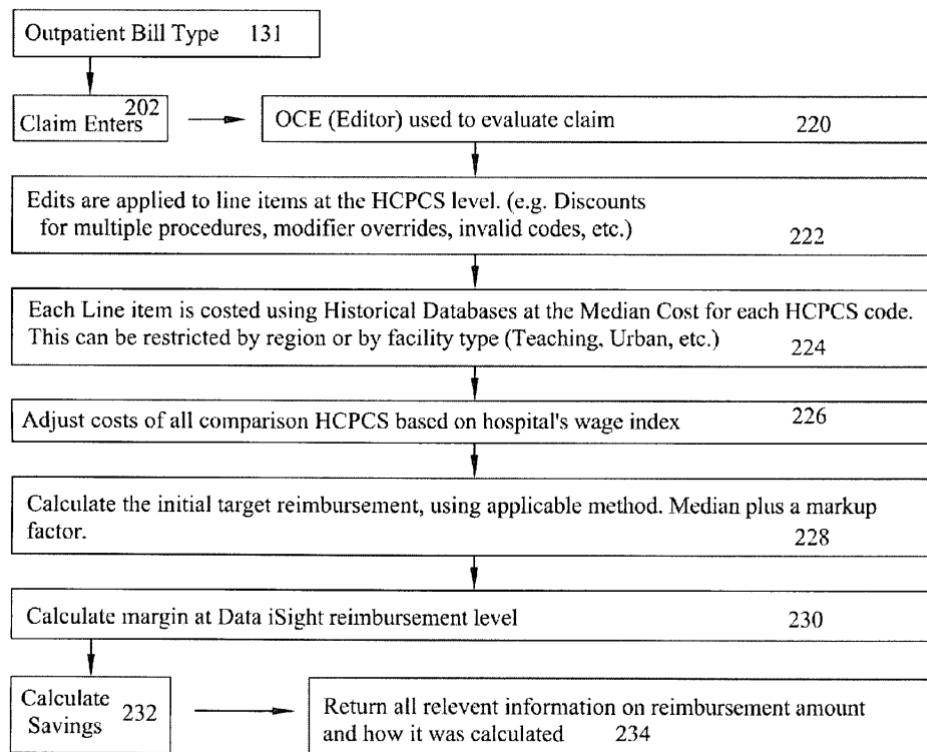 Outpatient Bill Type 131
202
Claim Enters
OCE (Editor) used to evaluate claim 220
Edits are applied to line items at the HCPCS level. (e.g. Discounts
for multiple procedures, modifier overrides, invalid codes, etc.) 222
Each Line item is costed using Historical Databases at the Median Cost for each HCPCS code.
This can be restricted by region or by facility type (Teaching, Urban, etc.) 224
Adjust costs of all comparison HCPCS based on hospital's wage index 226
Calculate the initial target reimbursement, using applicable method. Median plus a markup
factor. 228
Calculate margin at Data iSight reimbursement level 230
Calculate
Savings 232
Return all relevent information on reimbursement amount
and how it was calculated 234